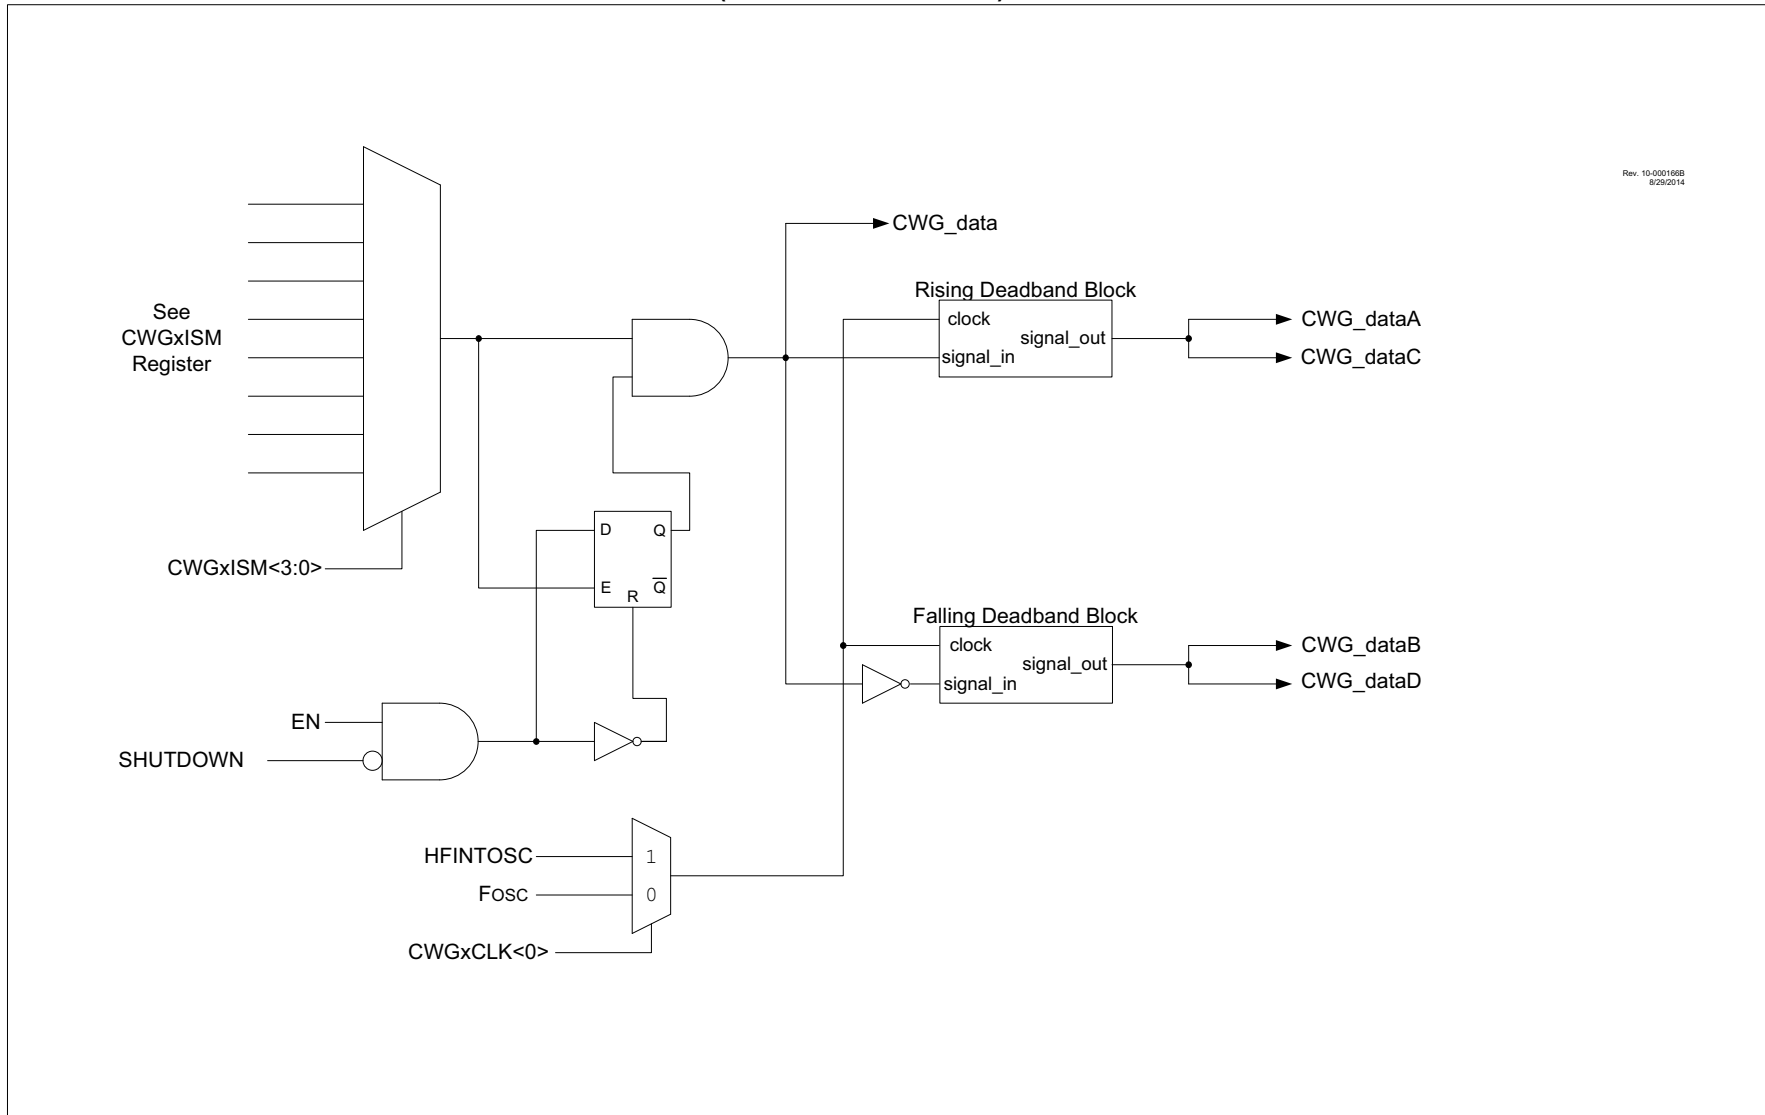 Rev. 10-000166B
8/29/2014
CWG_data
Rising Deadband Block
clock
signal_out
signal_in
CWG_dataA
CWG_dataC
See
CWGxISM
Register
D
Q
E
R
Q̅
CWGxISM<3:0>
Falling Deadband Block
clock
signal_out
signal_in
CWG_dataB
CWG_dataD
EN
SHUTDOWN
HFINTOSC
1
FOSC
0
CWGxCLK<0>